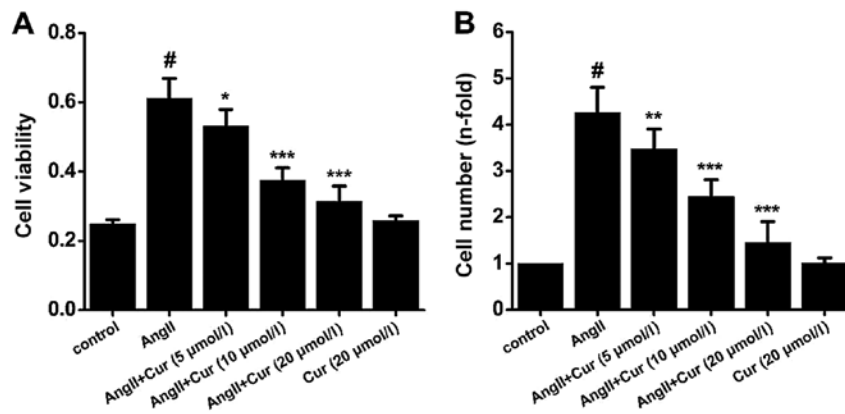 A
Cell viability
0.8
0.6
0.4
0.2
0.0
#
*
***
***
control
AngII
AngII+Cur (5 μmol/l)
AngII+Cur (10 μmol/l)
AngII+Cur (20 μmol/l)
Cur (20 μmol/l)
B
Cell number (n-fold)
6
5
4
3
2
1
0
#
**
***
***
control
AngII
AngII+Cur (5 μmol/l)
AngII+Cur (10 μmol/l)
AngII+Cur (20 μmol/l)
Cur (20 μmol/l)